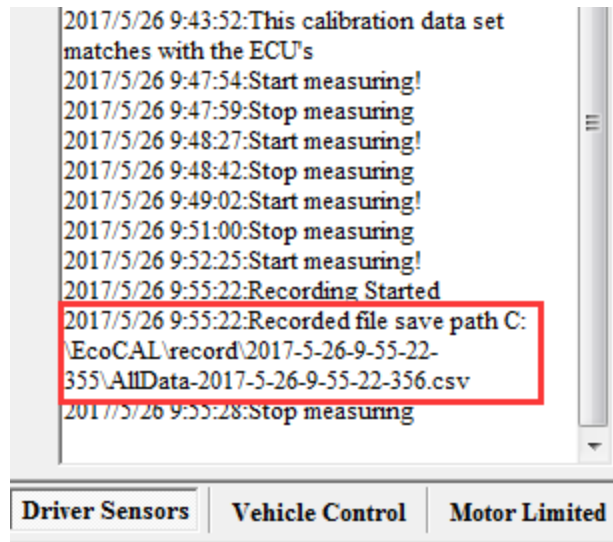 2017/5/26 9:43:52:This calibration data set
matches with the ECU's
2017/5/26 9:47:54:Start measuring!
2017/5/26 9:47:59:Stop measuring
2017/5/26 9:48:27:Start measuring!
2017/5/26 9:48:42:Stop measuring
2017/5/26 9:49:02:Start measuring!
2017/5/26 9:51:00:Stop measuring
2017/5/26 9:52:25:Start measuring!
2017/5/26 9:55:22:Recording Started
2017/5/26 9:55:22:Recorded file save path C:
\EcoCAL\record\2017-5-26-9-55-22-
355\AllData-2017-5-26-9-55-22-356.csv
2017/5/26 9:55:28:Stop measuring
Driver Sensors Vehicle Control Motor Limited